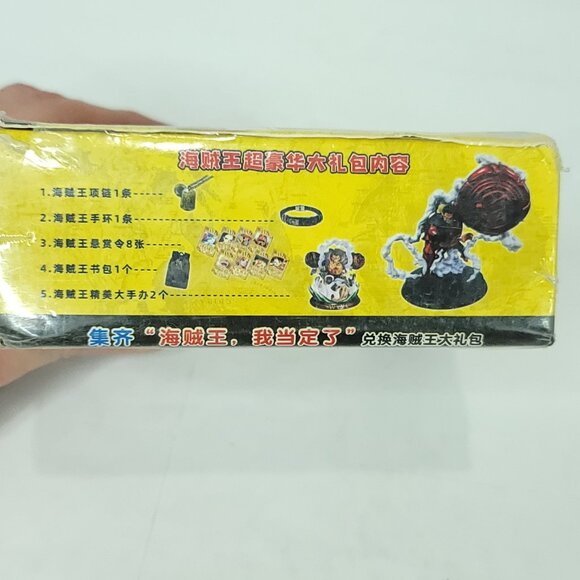 海贼王超豪华大礼包内容
1.海贼王项链1条-----
2.海贼王手环1条-----
3.海贼王悬赏令8张-----
4.海贼王书包1个-----
5.海贼王精美大手办2个-----
集齐“海贼王，我当定了”兑换海贼王大礼包